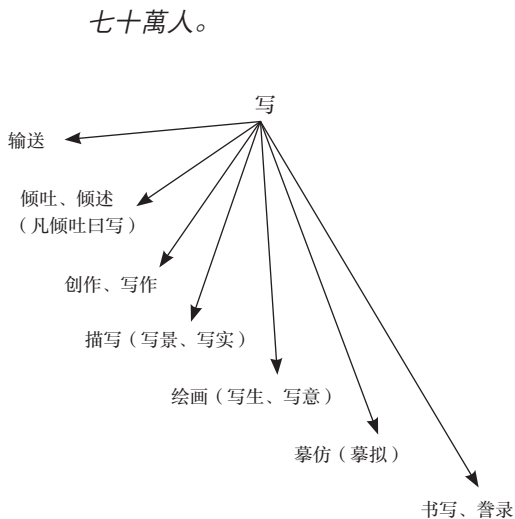 七十萬人。
写
输送
倾吐、倾述
（凡倾吐曰写）
创作、写作
描写（写景、写实）
绘画（写生、写意）
摹仿（摹拟）
书写、誊录